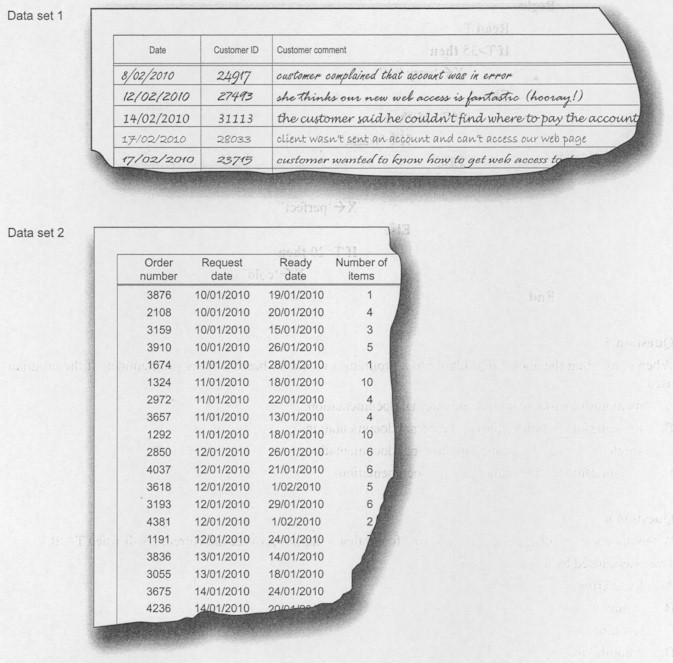 Data set 1
Date Customer ID Customer comment
8/02/2010 24917 customer complained that account was in error
12/02/2010 27493 she thinks our new web access is fantastic (hooray!)
14/02/2010 31113 the customer said he couldn't find where to pay the account
17/02/2010 28033 client wasn't sent an account and can't access our web page
17/02/2010 23715 customer wanted to know how to get web access to
Data set 2
Order number Request date Ready date Number of items
3876 10/01/2010 19/01/2010 1
2108 10/01/2010 20/01/2010 4
3159 10/01/2010 15/01/2010 3
3910 10/01/2010 26/01/2010 5
1674 11/01/2010 28/01/2010 1
1324 11/01/2010 18/01/2010 10
2972 11/01/2010 22/01/2010 4
3657 11/01/2010 13/01/2010 4
1292 11/01/2010 18/01/2010 10
2850 12/01/2010 26/01/2010 6
4037 12/01/2010 21/01/2010 6
3618 12/01/2010 1/02/2010 5
3193 12/01/2010 29/01/2010 6
4381 12/01/2010 1/02/2010 2
1191 12/01/2010 24/01/2010
3836 13/01/2010 14/01/2010
3055 13/01/2010 18/01/2010
3675 14/01/2010 24/01/2010
4236 14/01/2010